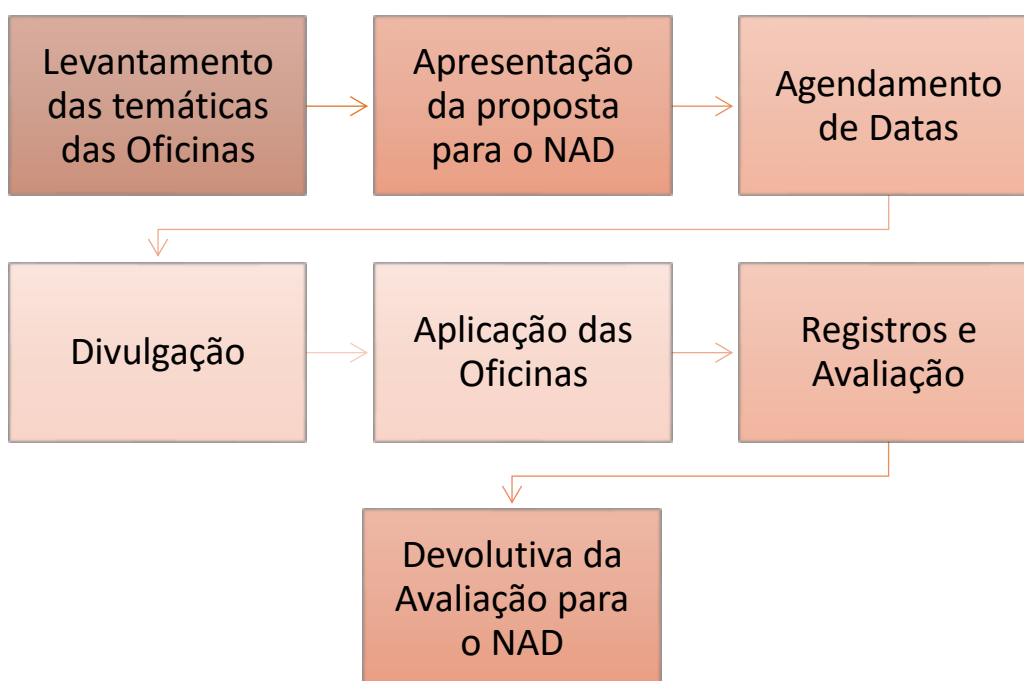 Levantamento
das temáticas
das Oficinas
Apresentação
da proposta
para o NAD
Agendamento
de Datas
Divulgação
Aplicação das
Oficinas
Registros e
Avaliação
Devolutiva da
Avaliação para
o NAD